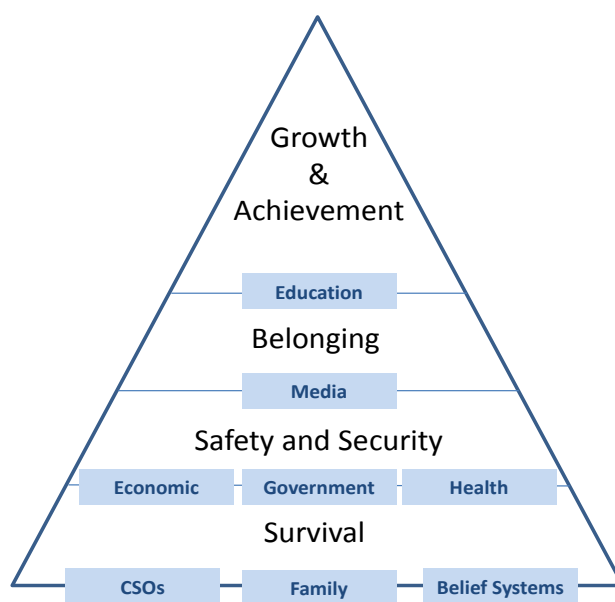 Growth
&
Achievement
Education
Belonging
Media
Safety and Security
Economic
Government
Health
Survival
CSOs
Family
Belief Systems